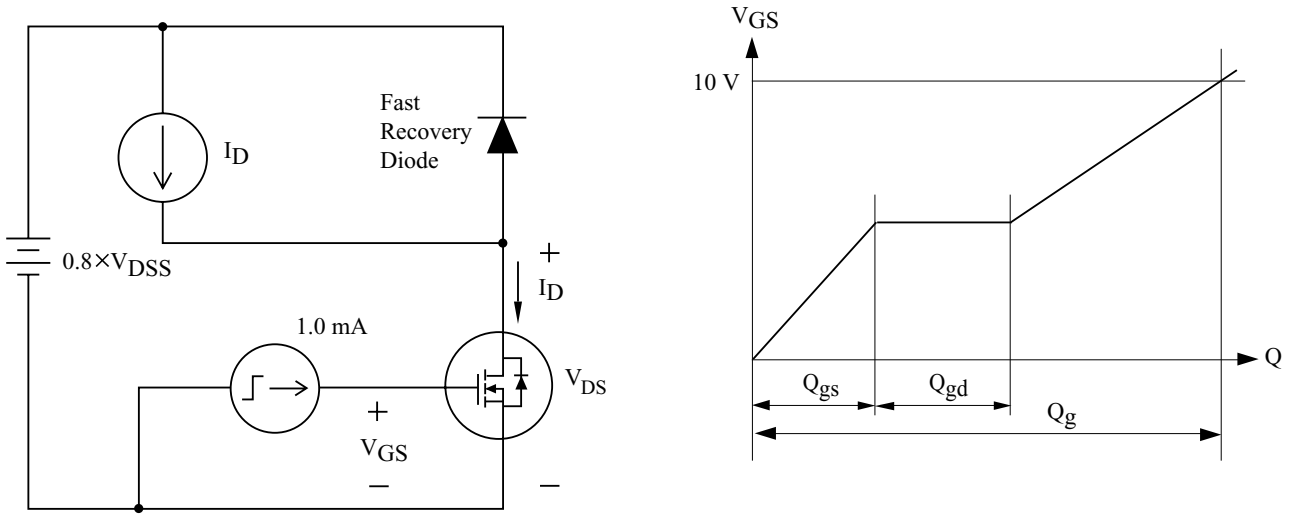 Fast
Recovery
Diode
I_D
0.8×V_DSS
+
I_D
1.0 mA
V_DS
+
V_GS
−
−
V_GS
10 V
Q
Q_gs
Q_gd
Q_g